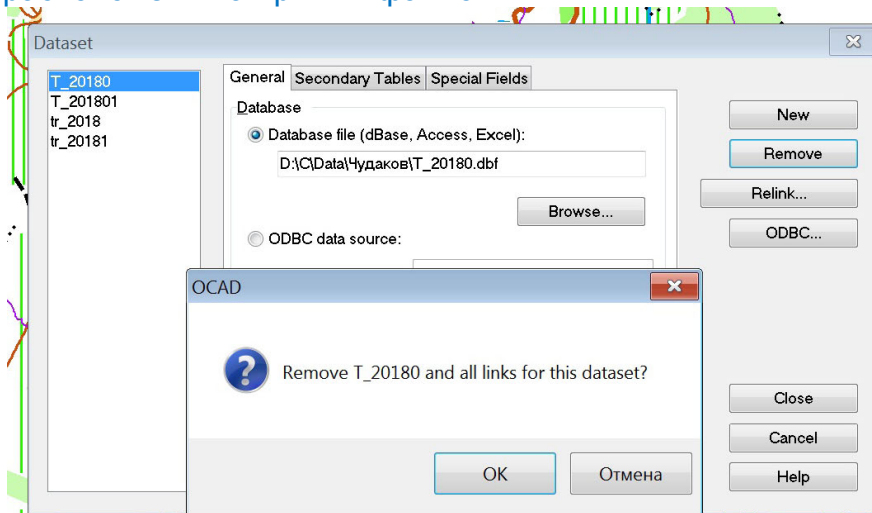 Dataset
T_20180
T_201801
tr_2018
tr_20181
General Secondary Tables Special Fields
Database
Database file (dBase, Access, Excel):
D:\C\Data\Чудаков\T_20180.dbf
Browse...
ODBC data source:
New
Remove
Relink...
ODBC...
OCAD
Remove T_20180 and all links for this dataset?
OK Отмена
Close
Cancel
Help